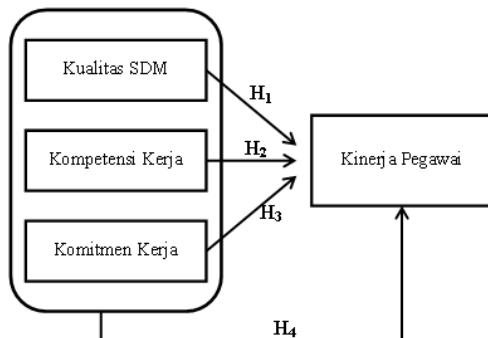 Kualitas SDM
H1
Kompetensi Kerja
H2
Kinerja Pegawai
Komitmen Kerja
H3
H4